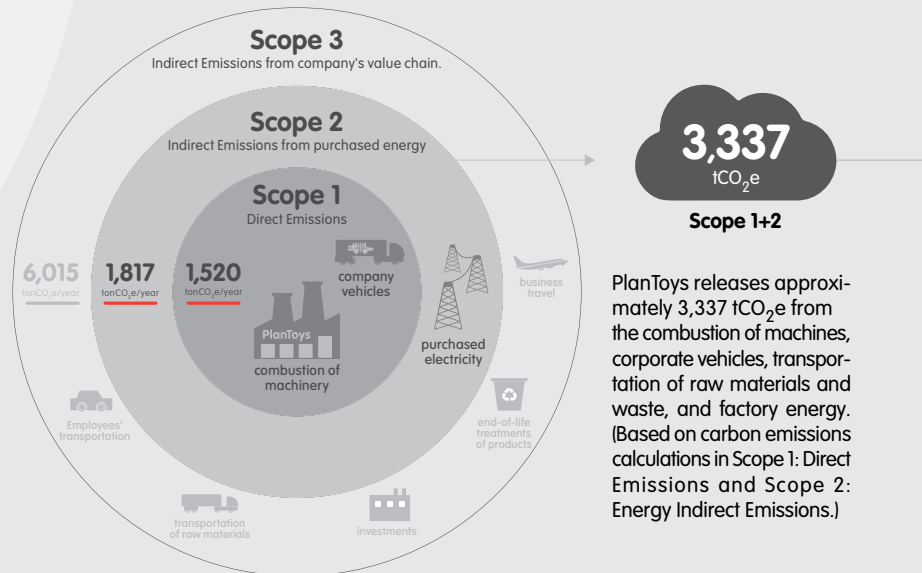 Scope 3
Indirect Emissions from company's value chain.
Scope 2
Indirect Emissions from purchased energy
Scope 1
Direct Emissions
6,015
tonCO₂e/year
1,817
tonCO₂e/year
1,520
tonCO₂e/year
company
vehicles
PlanToys
combustion of
machinery
purchased
electricity
business
travel
Employees'
transportation
end-of-life
treatments
of products
transportation
of raw materials
investments
3,337
tCO₂e
Scope 1+2
PlanToys releases approxi-
mately 3,337 tCO₂e from
the combustion of machines,
corporate vehicles, transpor-
tation of raw materials and
waste, and factory energy.
(Based on carbon emissions
calculations in Scope 1: Direct
Emissions and Scope 2:
Energy Indirect Emissions.)